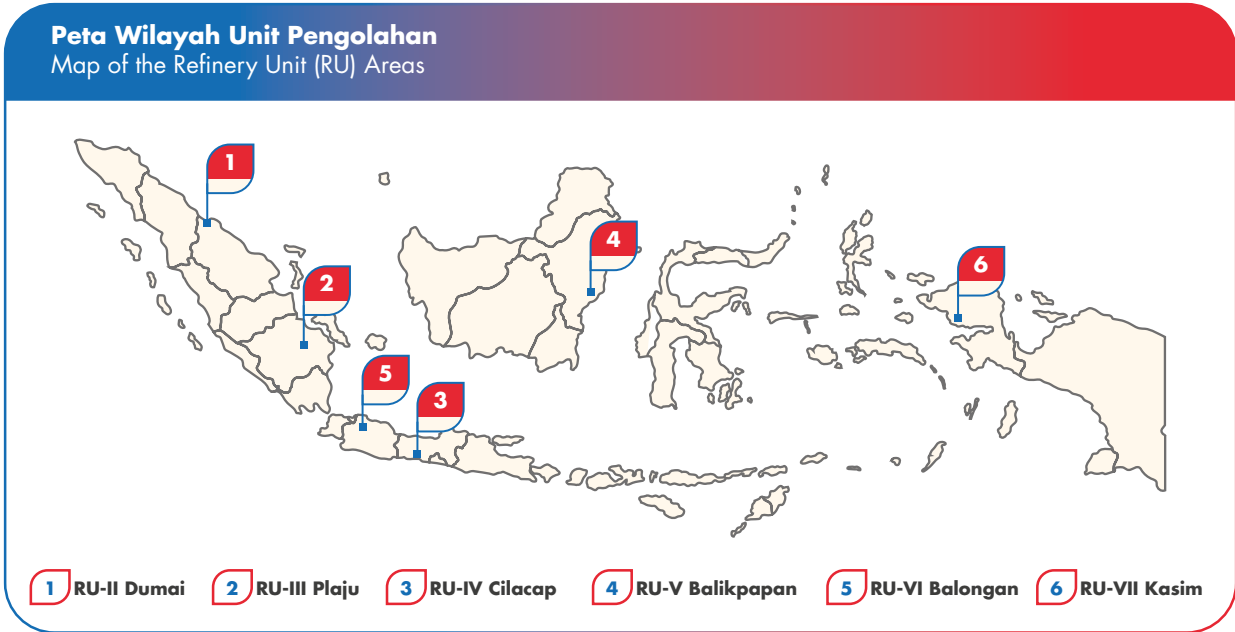 Peta Wilayah Unit Pengolahan
Map of the Refinery Unit (RU) Areas
1
2
4
6
5
3
1 RU-II Dumai
2 RU-III Plaju
3 RU-IV Cilacap
4 RU-V Balikpapan
5 RU-VI Balongan
6 RU-VII Kasim